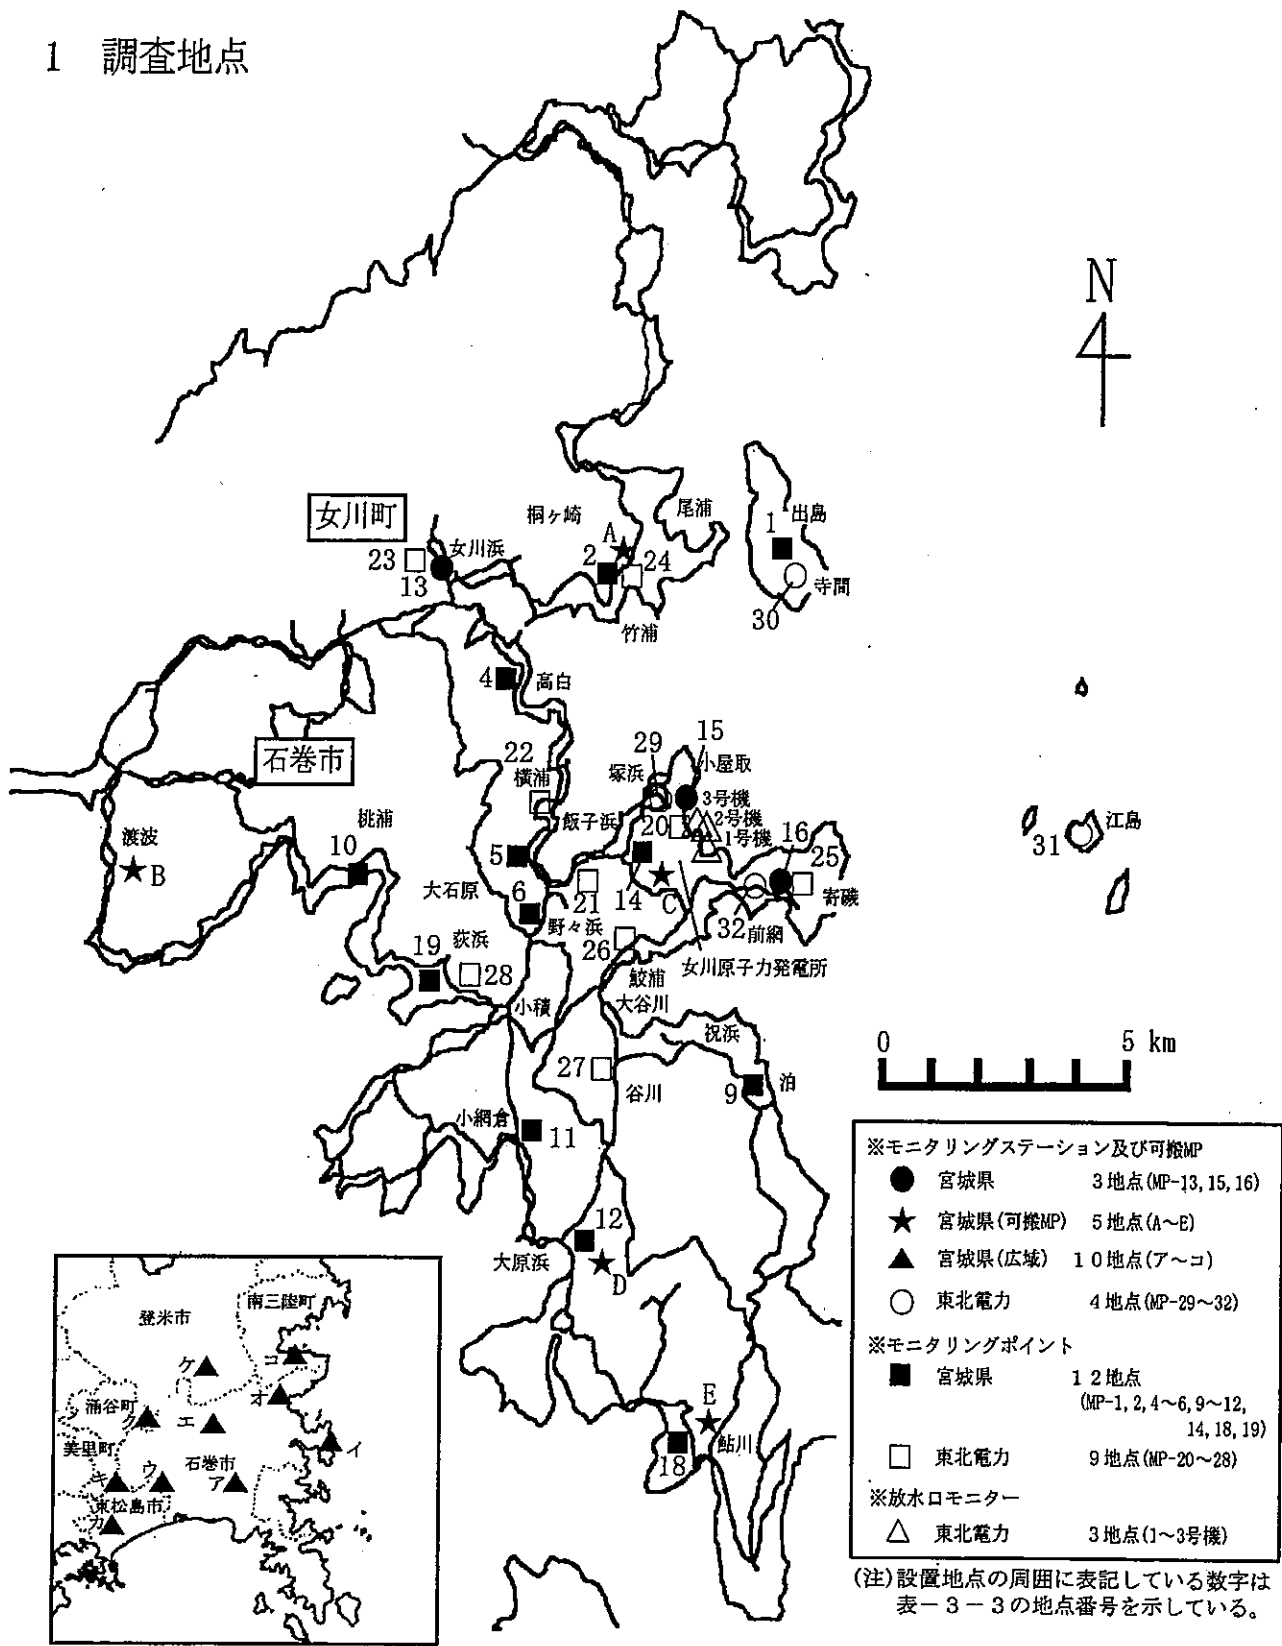 1 調査地点
N
女川町
桐ヶ崎
尾浦
1
出島
A
23
女川浜
2
24
13
寺間
30
竹浦
4
高白
石巻市
15
29
小屋取
22
塚浜
横浦
3号機
2号機
飯子浜
20
1号機
16
江島
桃浦
31
渡波
10
25
B
5
大石原
6
21
14
C
寄磯
野々浜
32
前網
荻浜
26
19
28
鮫浦
女川原子力発電所
小積
大谷川
祝浜
0 5 km
27
谷川
9
泊
小網倉
11
12
大原浜
D
E
鮎川
18
※モニタリングステーション及び可搬MP
宮城県 3地点(MP-13,15,16)
宮城県(可搬MP) 5地点(A～E)
宮城県(広域) 10地点(ア～コ)
東北電力 4地点(MP-29～32)
※モニタリングポイント
宮城県 12地点
(MP-1,2,4～6,9～12,
14,18,19)
東北電力 9地点(MP-20～28)
※放水口モニター
東北電力 3地点(1～3号機)
(注)設置地点の周囲に表記している数字は
表－3－3の地点番号を示している。
南三陸町
登米市
コ
ケ
オ
涌谷町
ク
エ
美里町
イ
石巻市
キ
ウ
ア
東松島市
カ